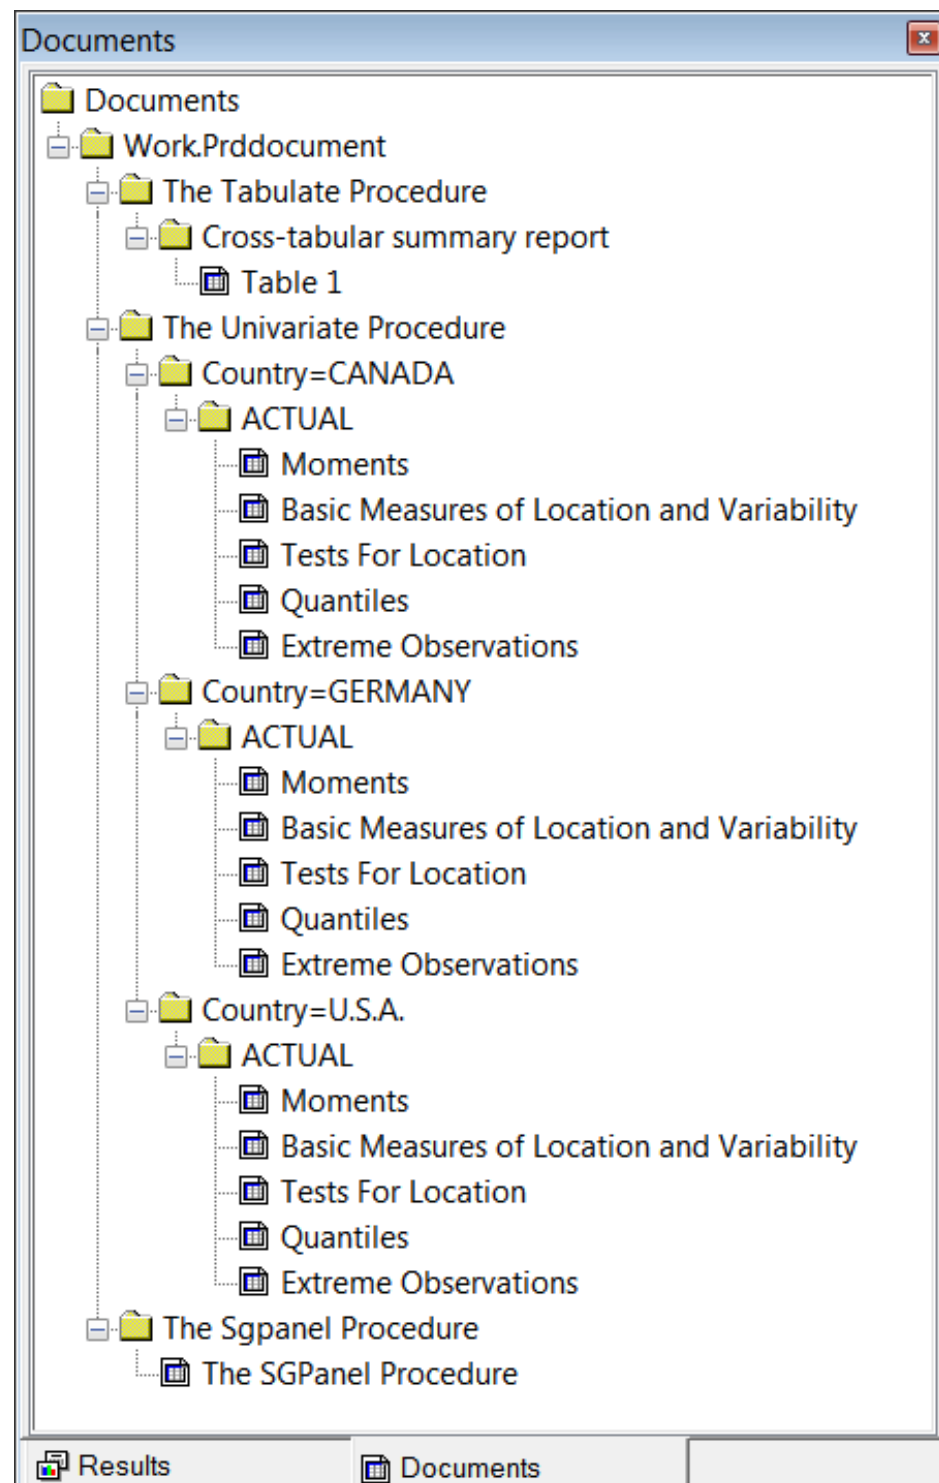 Documents
Documents
Work.Prddocument
The Tabulate Procedure
Cross-tabular summary report
Table 1
The Univariate Procedure
Country=CANADA
ACTUAL
Moments
Basic Measures of Location and Variability
Tests For Location
Quantiles
Extreme Observations
Country=GERMANY
ACTUAL
Moments
Basic Measures of Location and Variability
Tests For Location
Quantiles
Extreme Observations
Country=U.S.A.
ACTUAL
Moments
Basic Measures of Location and Variability
Tests For Location
Quantiles
Extreme Observations
The Sgpanel Procedure
The SGPanel Procedure
Results Documents